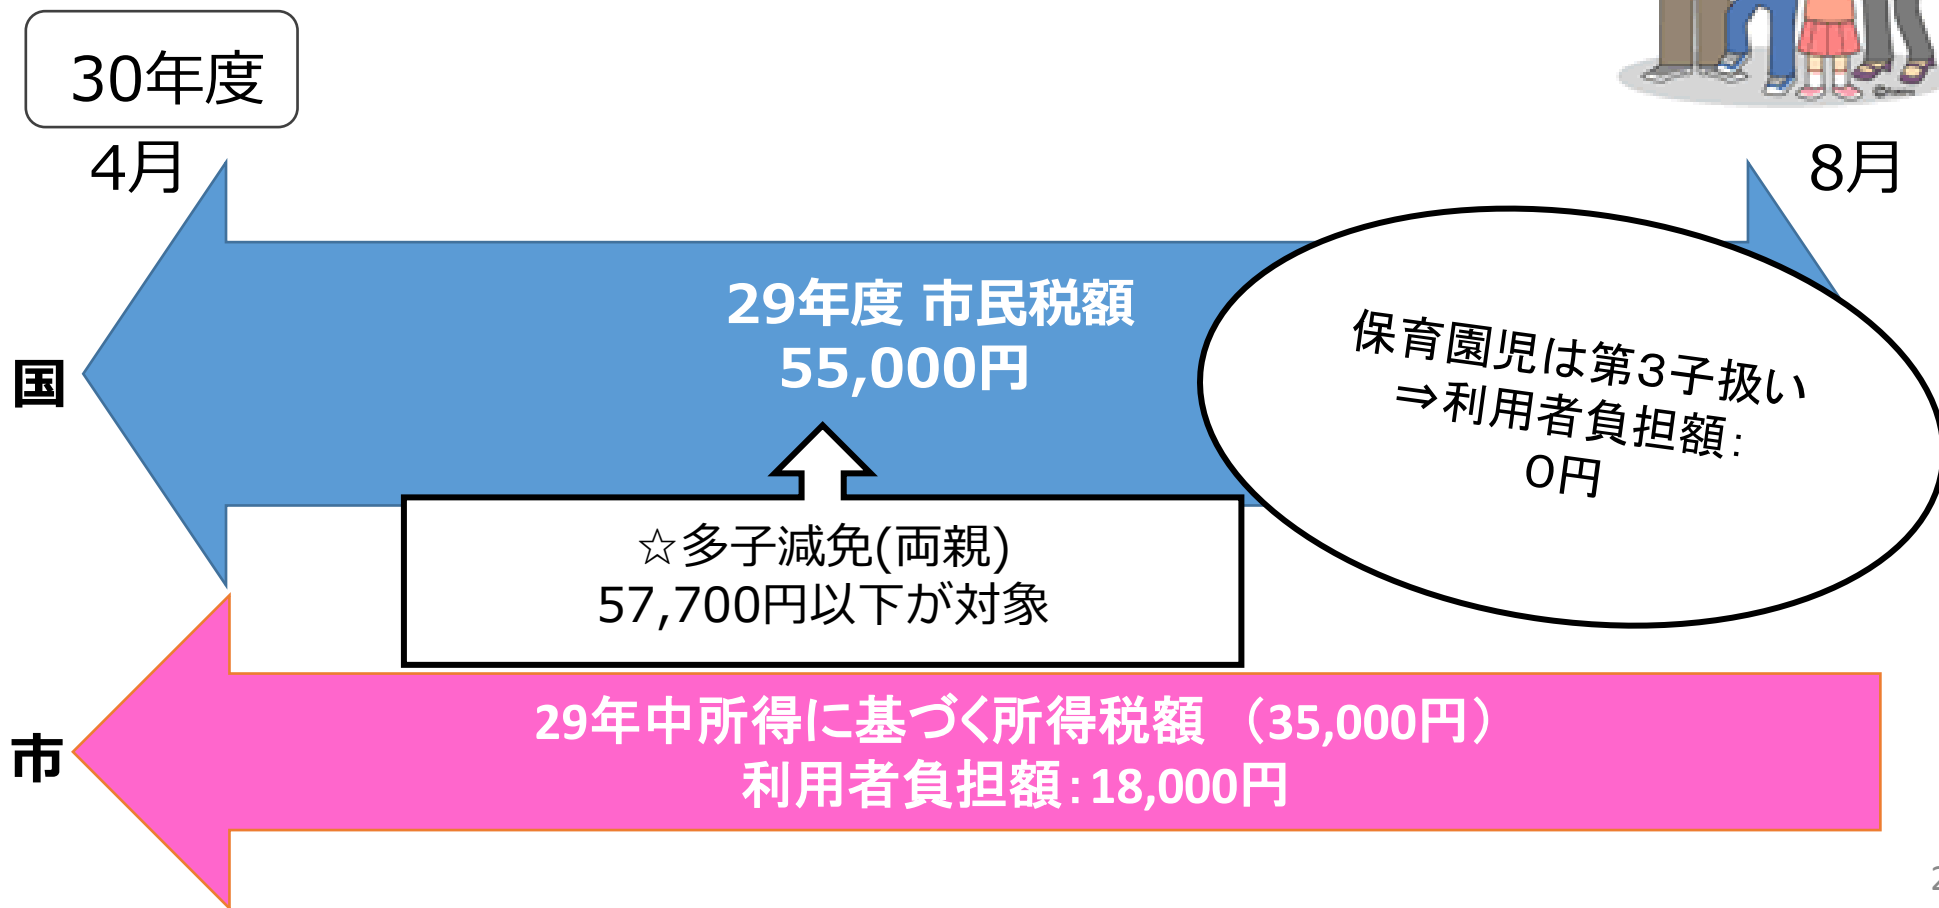 30年度
4月
8月
国
29年度 市民税額
55,000円
保育園児は第3子扱い
⇒利用者負担額：
0円
☆多子減免(両親)
57,700円以下が対象
市
29年中所得に基づく所得税額 （35,000円）
利用者負担額：18,000円